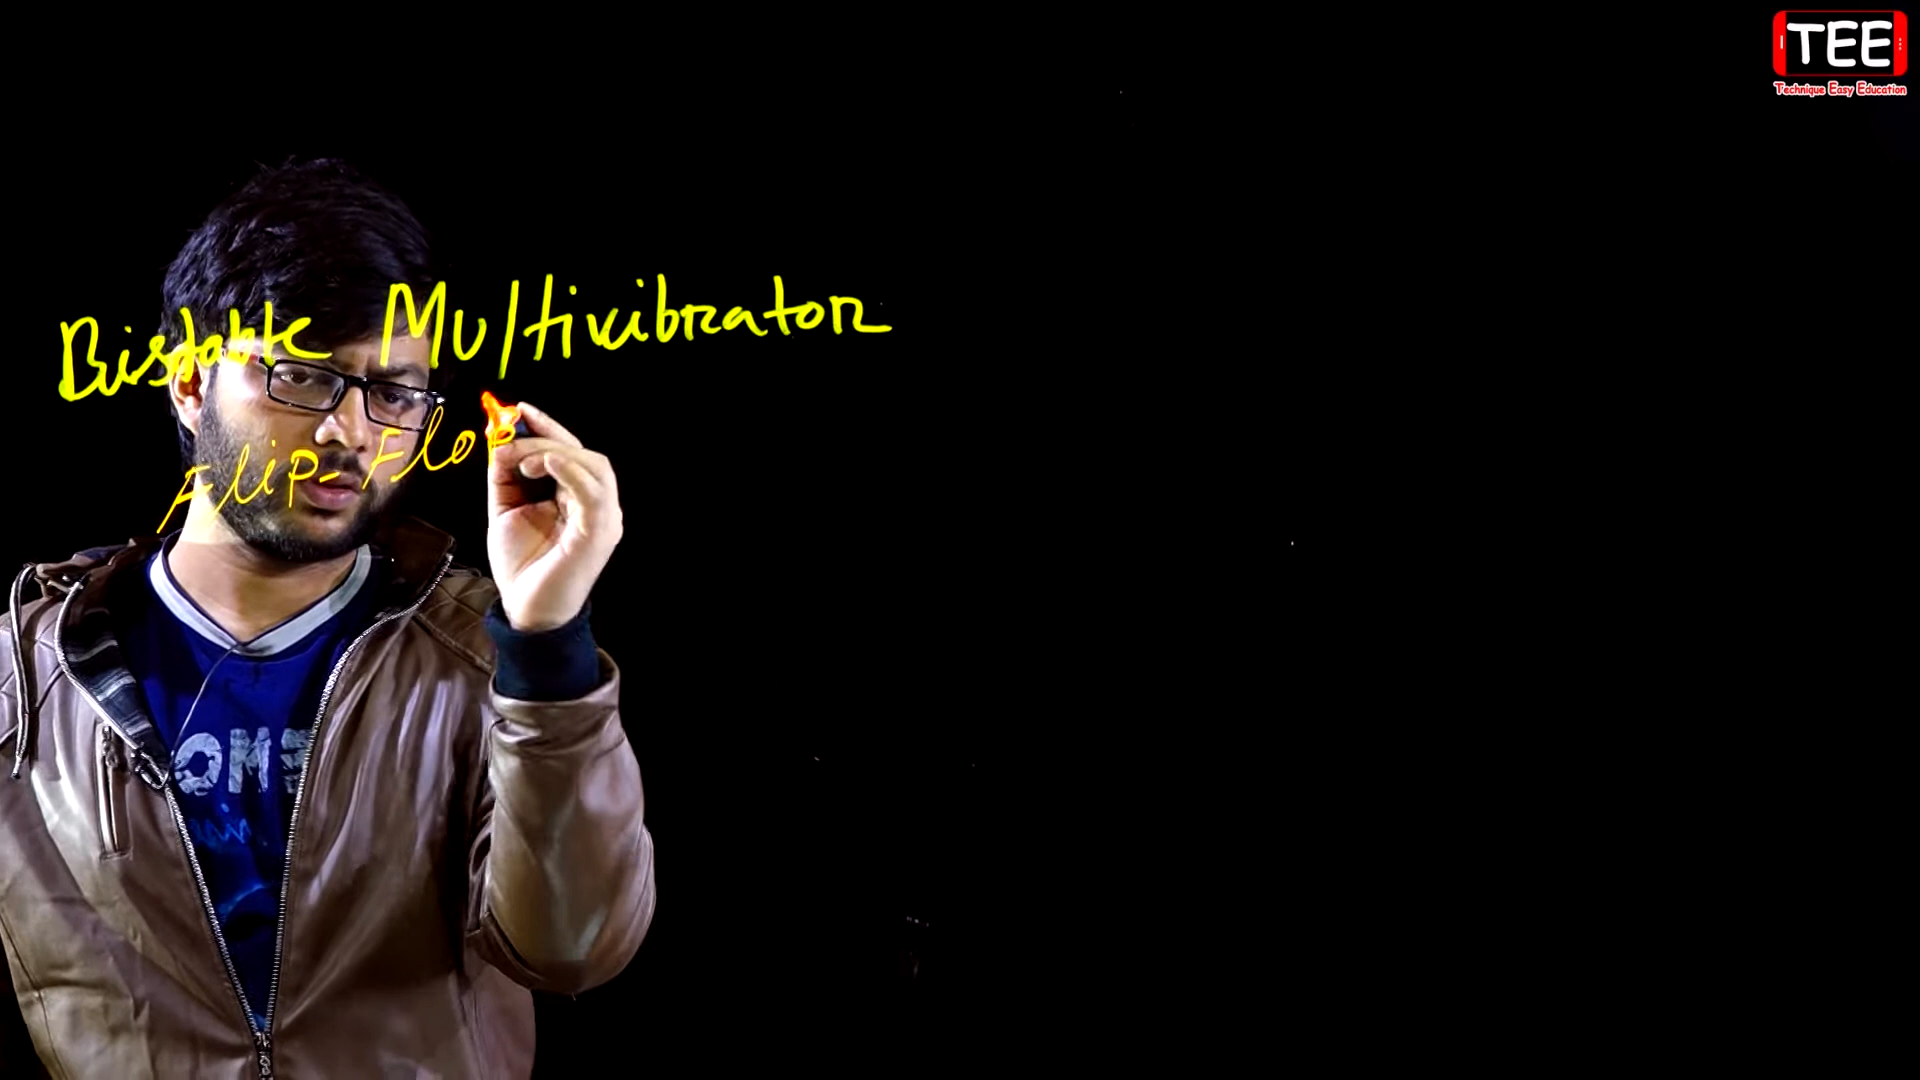 TEE
Technique Easy Education
Bistable Multivibrator
Flip-Flop